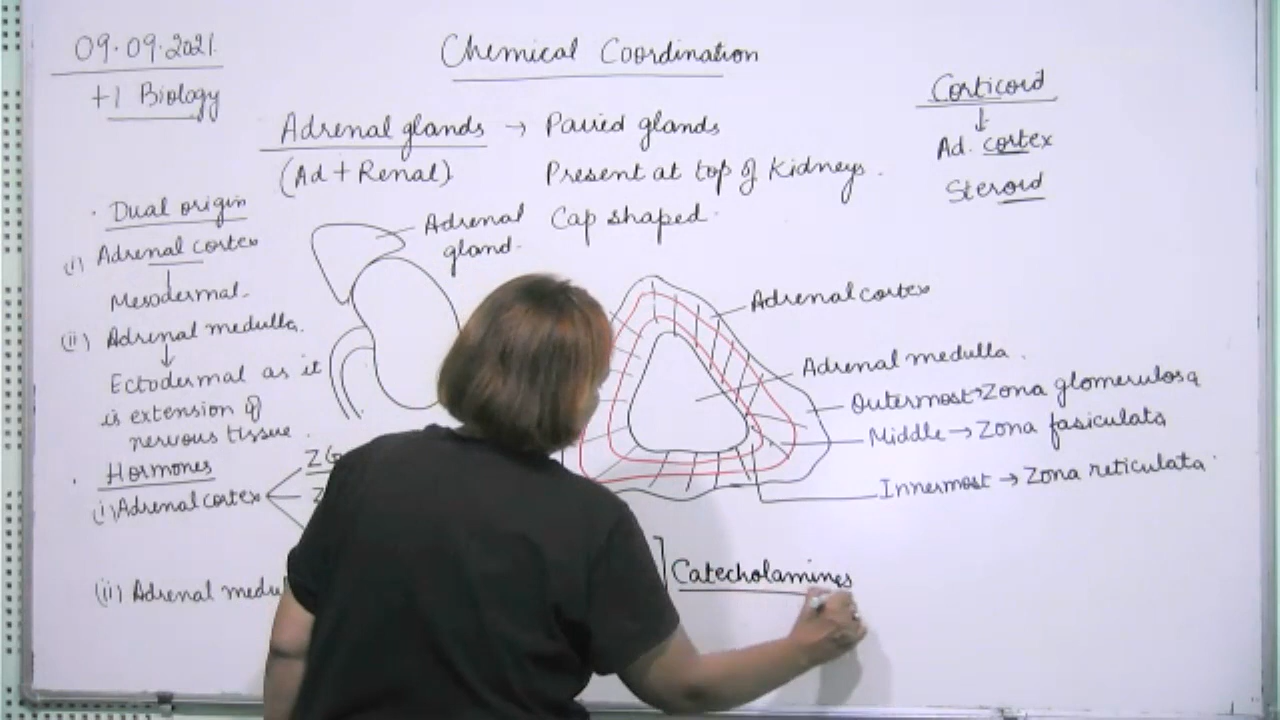 09.09.2021.
+1 Biology
Chemical Coordination
Corticoid
↓
Ad. cortex
Steroid
Adrenal glands → Paired glands
(Ad + Renal)
Present at top of Kidneys.
Cap shaped.
Adrenal
gland.
. Dual origin
(i) Adrenal cortex
Mesodermal.
(ii) Adrenal medulla.
↓
Ectodermal as it
is extension of
nervous tissue.
. Hormones
(i) Adrenal cortex
ZG
Z
(ii) Adrenal medul
Adrenal cortex
Adrenal medulla.
Outermost → Zona glomerulosa
Middle → Zona fasiculata
Innermost → Zona reticulata.
] Catecholamines